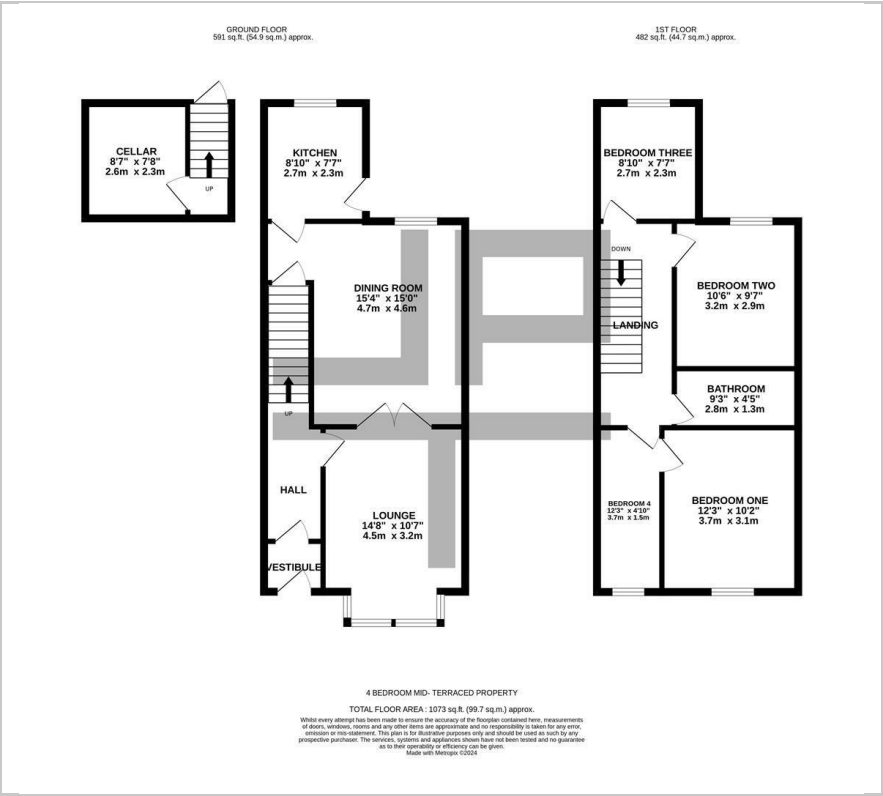 GROUND FLOOR
591 sq.ft. (54.9 sq.m.) approx.
1ST FLOOR
482 sq.ft. (44.7 sq.m.) approx.
CELLAR
8'7" x 7'8"
2.6m x 2.3m
UP
KITCHEN
8'10" x 7'7"
2.7m x 2.3m
DINING ROOM
15'4" x 15'0"
4.7m x 4.6m
UP
HALL
LOUNGE
14'8" x 10'7"
4.5m x 3.2m
VESTIBULE
BEDROOM THREE
8'10" x 7'7"
2.7m x 2.3m
DOWN
BEDROOM TWO
10'6" x 9'7"
3.2m x 2.9m
LANDING
BATHROOM
9'3" x 4'5"
2.8m x 1.3m
BEDROOM 4
12'3" x 4'10"
3.7m x 1.5m
BEDROOM ONE
12'3" x 10'2"
3.7m x 3.1m
4 BEDROOM MID- TERRACED PROPERTY
TOTAL FLOOR AREA : 1073 sq.ft. (99.7 sq.m.) approx.
Whilst every attempt has been made to ensure the accuracy of the floorplan contained here, measurements
of doors, windows, rooms and any other items are approximate and no responsibility is taken for any error,
omission or mis-statement. This plan is for illustrative purposes only and should be used as such by any
prospective purchaser. The services, systems and appliances shown have not been tested and no guarantee
as to their operability or efficiency can be given.
Made with Metropix ©2024